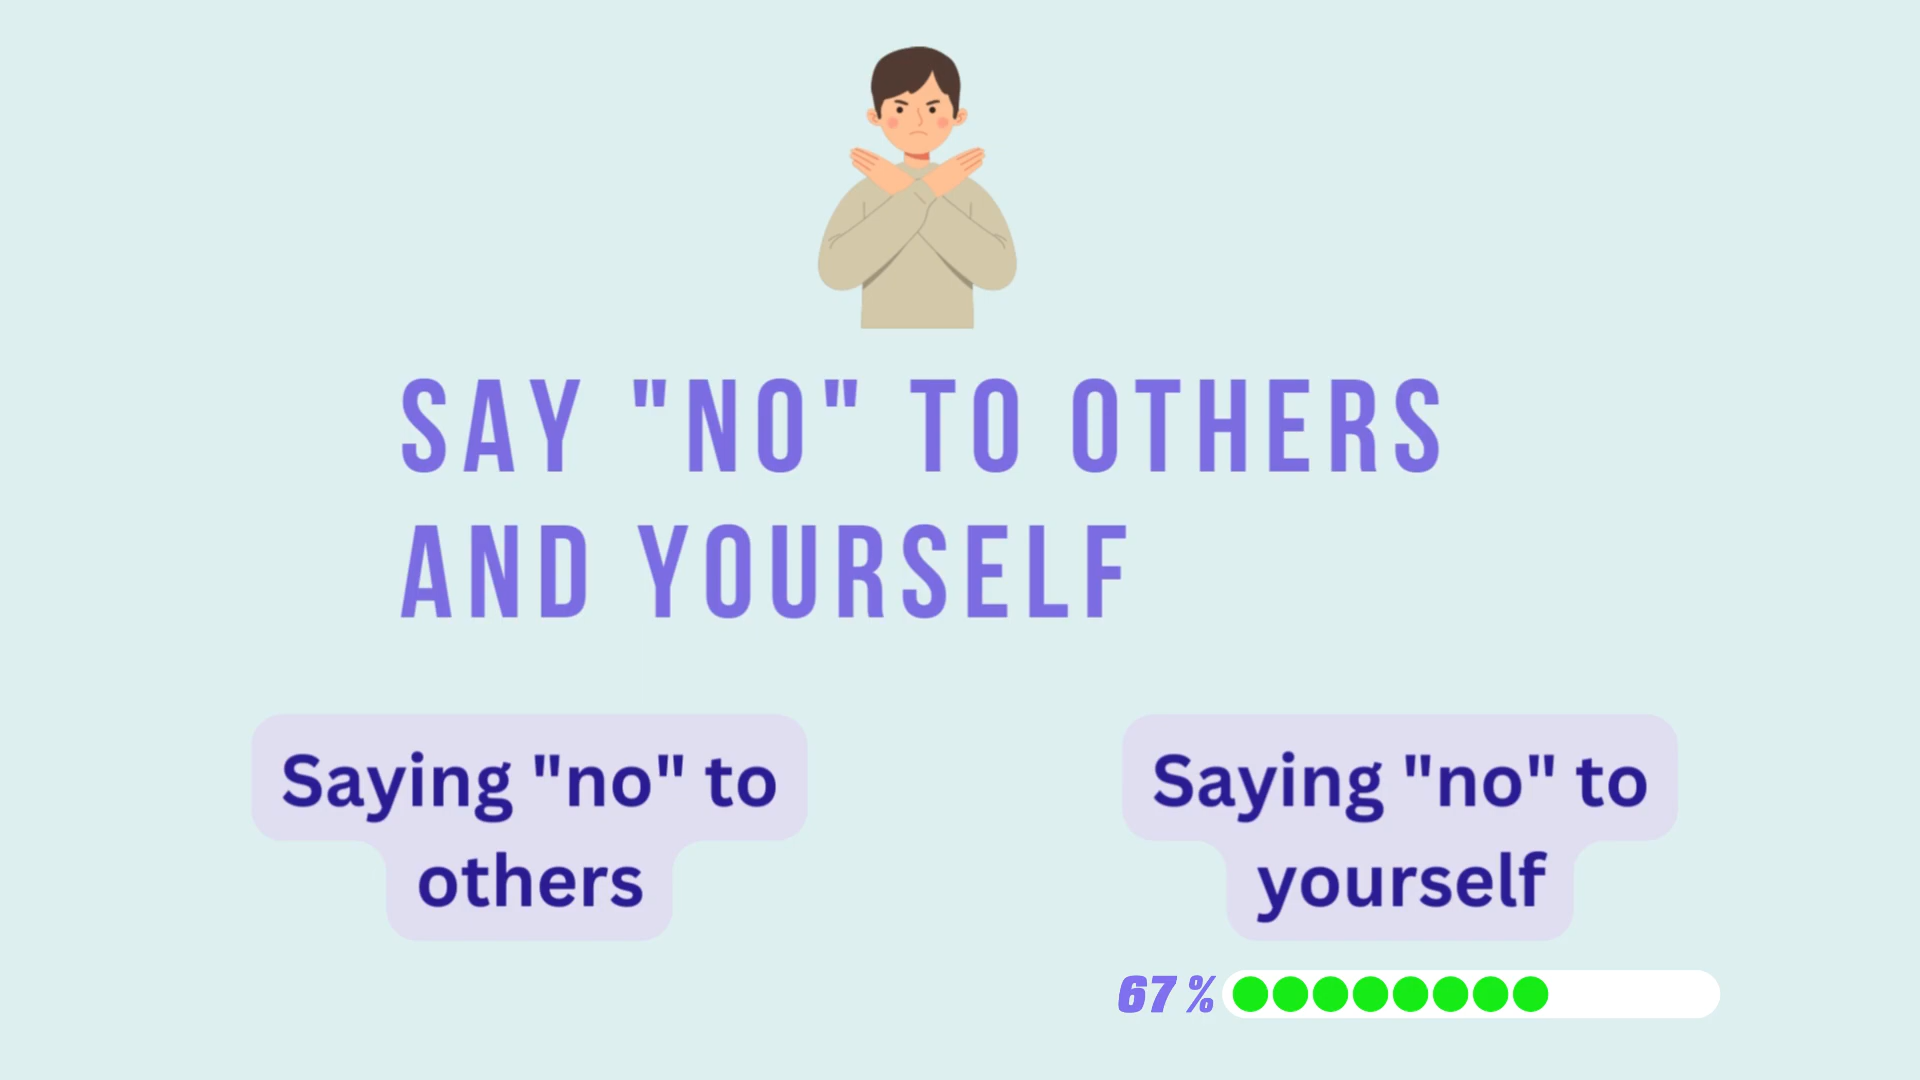 SAY "NO" TO OTHERS
AND YOURSELF
Saying "no" to
others
Saying "no" to
yourself
67 %